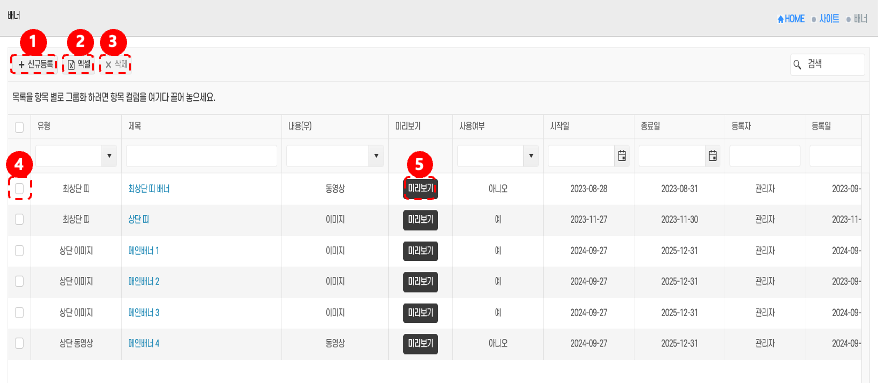 배너
HOME 사이트 배너
1 2 3
신규등록 엑셀 삭제 검색
목록을 항목 별로 그룹화 하려면 항목 컬럼을 여기다 끌어 놓으세요.
유형 제목 내용(우) 미리보기 사용여부 시작일 종료일 등록자 등록일
4 5
최상단 띠 최상단 띠 배너 동영상 미리보기 아니오 2023-08-28 2023-08-31 관리자 2023-09-
최상단 띠 상단 띠 이미지 미리보기 예 2023-11-27 2023-11-30 관리자 2023-11-
상단 이미지 메인배너 1 이미지 미리보기 예 2024-09-27 2025-12-31 관리자 2024-09-
상단 이미지 메인배너 2 이미지 미리보기 예 2024-09-27 2025-12-31 관리자 2023-09-
상단 이미지 메인배너 3 이미지 미리보기 예 2024-09-27 2025-12-31 관리자 2024-09-
상단 동영상 메인배너 4 동영상 미리보기 아니오 2024-09-27 2025-12-31 관리자 2024-09-